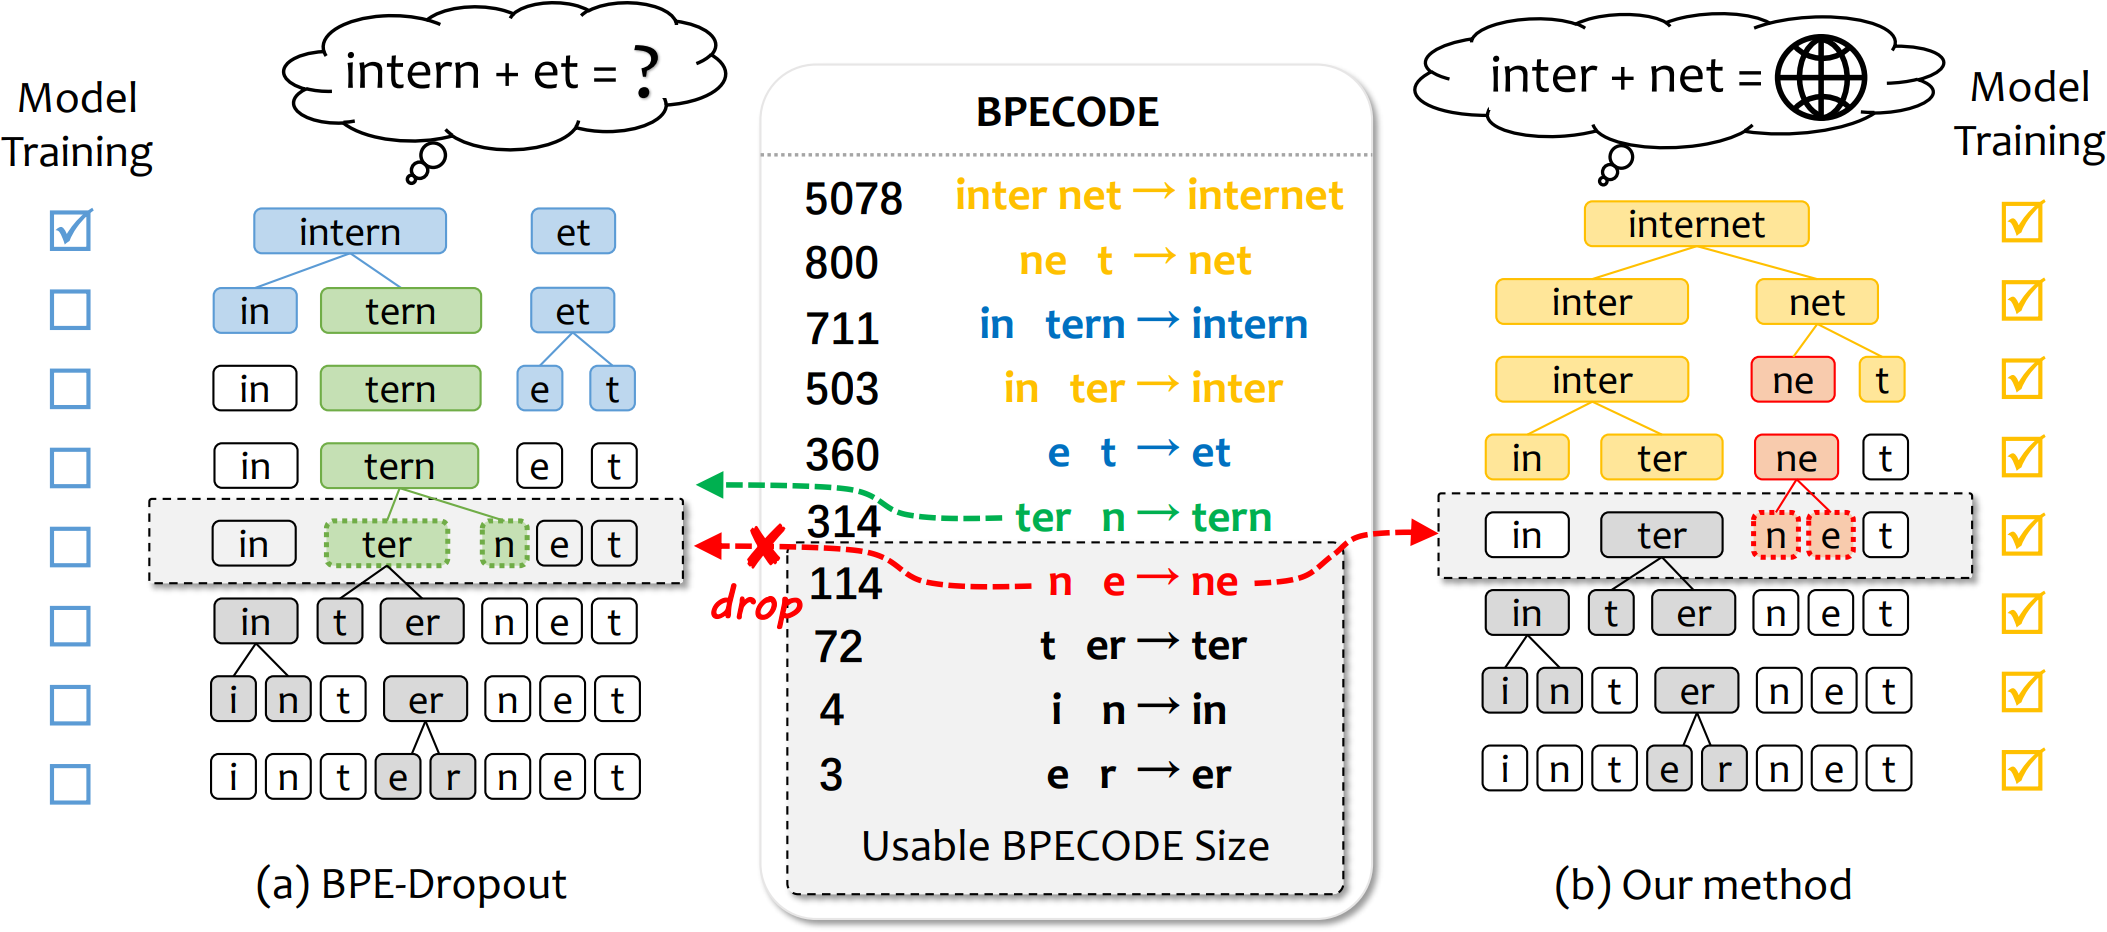 Model
Training
intern + et = ?
intern et
in tern et
in tern e t
in tern e t
in ter n e t
in t er n e t
i n t er n e t
i n t e r n e t
(a) BPE-Dropout
BPECODE
5078 inter net → internet
800 ne t → net
711 in tern → intern
503 in ter → inter
360 e t → et
314 ter n → tern
114 n e → ne
72 t er → ter
4 i n → in
3 e r → er
Usable BPECODE Size
drop
inter + net =
Model
Training
internet
inter net
inter ne t
in ter ne t
in ter n e t
in t er n e t
i n t er n e t
i n t e r n e t
(b) Our method